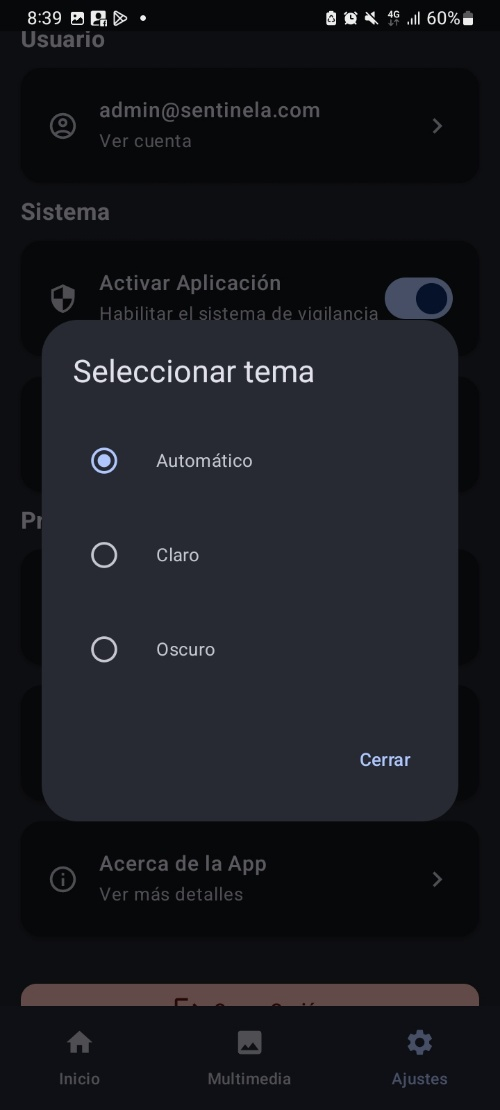 8:39
4G
60%
Usuario
admin@sentinela.com
Ver cuenta
Sistema
Activar Aplicación
Habilitar el sistema de vigilancia
Seleccionar tema
Automático
Claro
Oscuro
Cerrar
Acerca de la App
Ver más detalles
Inicio
Multimedia
Ajustes